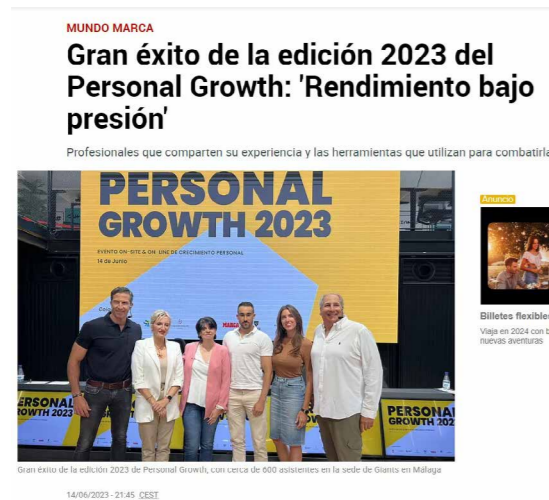 MUNDO MARCA
Gran éxito de la edición 2023 del
Personal Growth: 'Rendimiento bajo
presión'
Profesionales que comparten su experiencia y las herramientas que utilizan para combatirla
PERSONAL
GROWTH 2023
EVENTO ON-SITE & ON-LINE DE CRECIMIENTO PERSONAL
14 de Junio
MARCA
ERSONAL
ROWTH 2023
PERSONAL
GROWTH 202
Anuncio
Billetes flexibles
Viaja en 2024 con
nuevas aventuras
Gran éxito de la edición 2023 de Personal Growth, con cerca de 600 asistentes en la sede de Giants en Málaga
14/06/2023 - 21:45 CEST